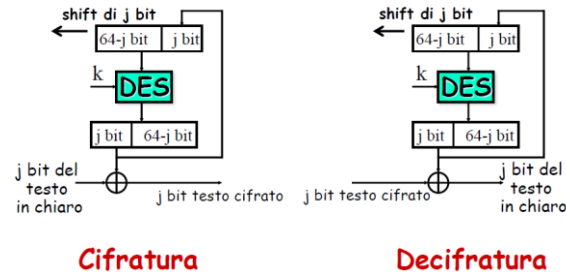 shift di j bit
64-j bit
j bit
k
DES
j bit
64-j bit
j bit del
testo
in chiaro
j bit testo cifrato
Cifratura
shift di j bit
64-j bit
j bit
k
DES
j bit
64-j bit
j bit testo cifrato
j bit del
testo
in chiaro
Decifratura